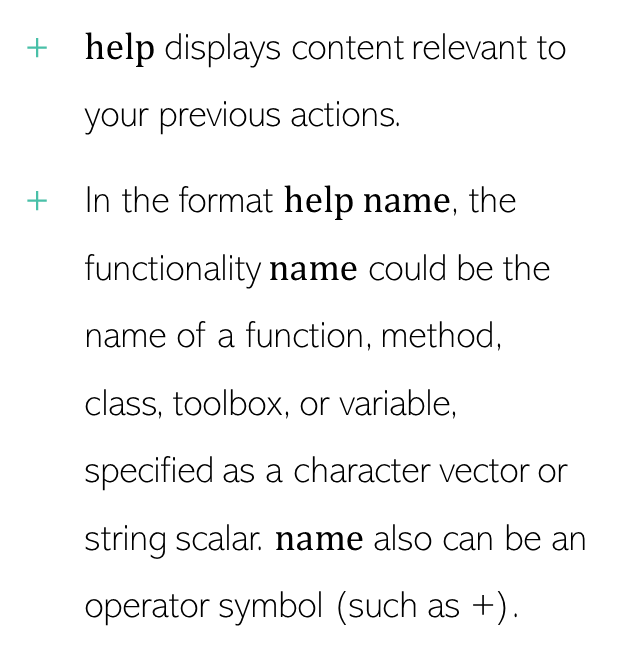 + help displays content relevant to
your previous actions.
+ In the format help name, the
functionality name could be the
name of a function, method,
class, toolbox, or variable,
specified as a character vector or
string scalar. name also can be an
operator symbol (such as +).